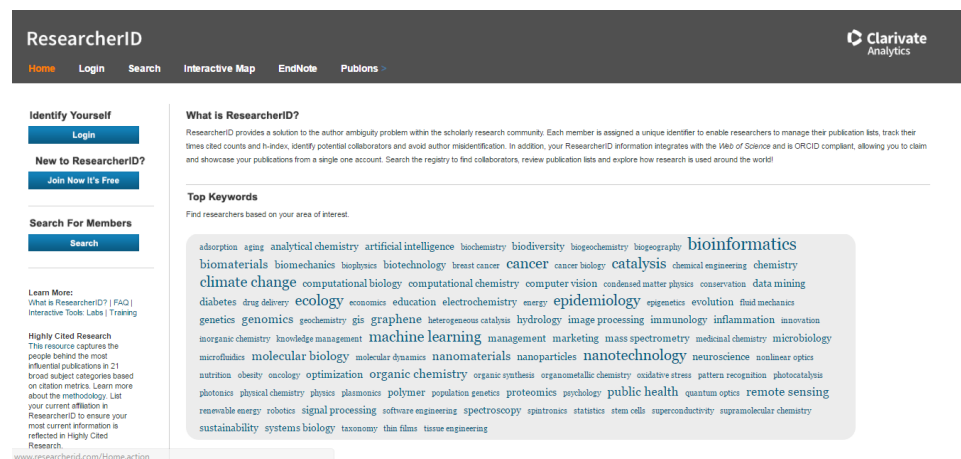 ResearcherID
Clarivate
Analytics
Home Login Search Interactive Map EndNote Publons >
Identify Yourself
Login
New to ResearcherID?
Join Now It's Free
Search For Members
Search
Learn More:
What is ResearcherID? | FAQ |
Interactive Tools: Labs | Training
Highly Cited Research
This resource captures the
people behind the most
influential publications in 21
broad subject categories based
on citation metrics. Learn more
about the methodology. List
your current affiliation in
ResearcherID to ensure your
most current information is
reflected in Highly Cited
Research.
www.researcherid.com/Home.action
What is ResearcherID?
ResearcherID provides a solution to the author ambiguity problem within the scholarly research community. Each member is assigned a unique identifier to enable researchers to manage their publication lists, track their
times cited counts and h-index, identify potential collaborators and avoid author misidentification. In addition, your ResearcherID information integrates with the Web of Science and is ORCID compliant, allowing you to claim
and showcase your publications from a single one account. Search the registry to find collaborators, review publication lists and explore how research is used around the world!
Top Keywords
Find researchers based on your area of interest.
adsorption aging analytical chemistry artificial intelligence biochemistry biodiversity biogeochemistry biogeography bioinformatics
biomaterials biomechanics biophysics biotechnology breast cancer cancer cancer biology catalysis chemical engineering chemistry
climate change computational biology computational chemistry computer vision condensed matter physics conservation data mining
diabetes drug delivery ecology economics education electrochemistry energy epidemiology epigenetics evolution fluid mechanics
genetics genomics geochemistry gis graphene heterogeneous catalysis hydrology image processing immunology inflammation innovation
inorganic chemistry knowledge management machine learning management marketing mass spectrometry medicinal chemistry microbiology
microfluidics molecular biology molecular dynamics nanomaterials nanoparticles nanotechnology neuroscience nonlinear optics
nutrition obesity oncology optimization organic chemistry organic synthesis organometallic chemistry oxidative stress pattern recognition photocatalysis
photonics physical chemistry physics plasmonics polymer population genetics proteomics psychology public health quantum optics remote sensing
renewable energy robotics signal processing software engineering spectroscopy spintronics statistics stem cells superconductivity supramolecular chemistry
sustainability systems biology taxonomy thin films tissue engineering